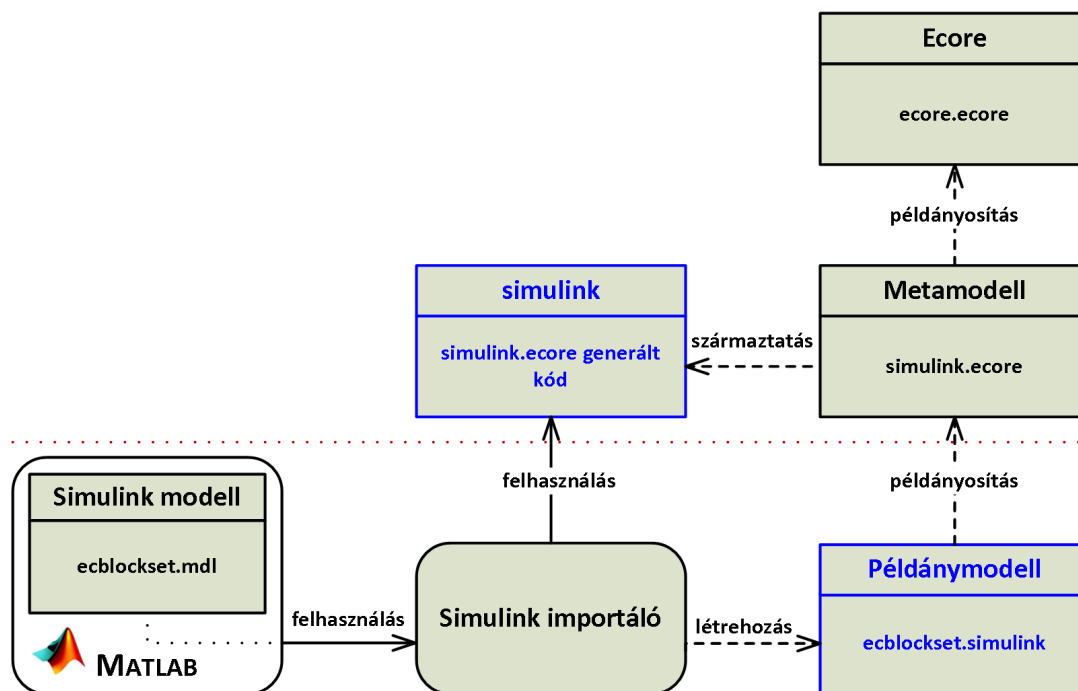 Ecore
ecore.ecore
példányosítás
simulink
simulink.ecore generált
kód
származtatás
Metamodell
simulink.ecore
felhasználás
példányosítás
Simulink modell
ecblockset.mdl
MATLAB
felhasználás
Simulink importáló
létrehozás
Példánymodell
ecblockset.simulink